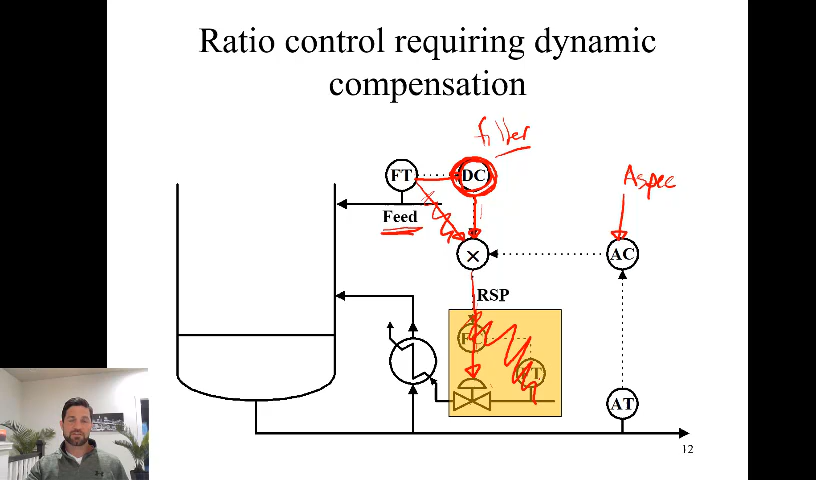 Ratio control requiring dynamic
compensation
filter
FT
DC
Aspec
Feed
×
AC
RSP
AT
12